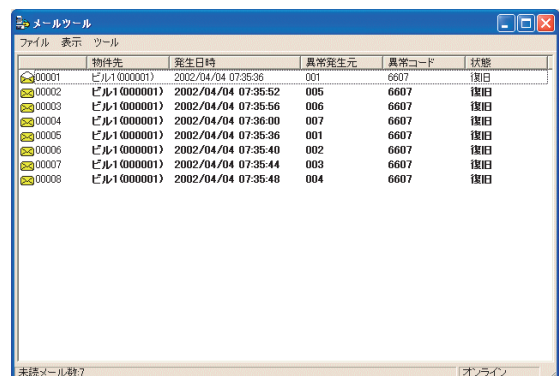 メールツール
ファイル 表示 ツール
物件先 発生日時 異常発生元 異常コード 状態
00001 ビル1(000001) 2002/04/04 07:35:36 001 6607 復旧
00002 ビル1(000001) 2002/04/04 07:35:52 005 6607 復旧
00003 ビル1(000001) 2002/04/04 07:35:56 006 6607 復旧
00004 ビル1(000001) 2002/04/04 07:36:00 007 6607 復旧
00005 ビル1(000001) 2002/04/04 07:35:36 001 6607 復旧
00006 ビル1(000001) 2002/04/04 07:35:40 002 6607 復旧
00007 ビル1(000001) 2002/04/04 07:35:44 003 6607 復旧
00008 ビル1(000001) 2002/04/04 07:35:48 004 6607 復旧
未読メール数:7 オンライン